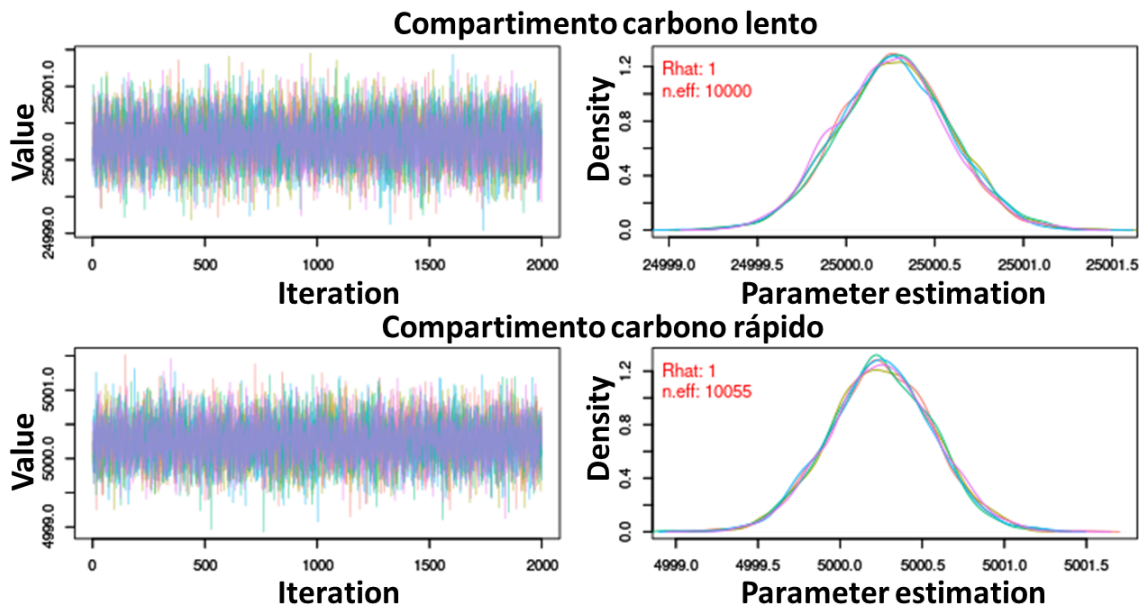 Compartimento carbono lento
Value
25001.0
25000.0
24999.0
0 500 1000 1500 2000
Iteration
Density
1.2
0.8
0.4
0.0
Rhat: 1
n.eff: 10000
24999.0 24999.5 25000.0 25000.5 25001.0 25001.5
Parameter estimation
Compartimento carbono rápido
Value
5001.0
5000.0
4999.0
0 500 1000 1500 2000
Iteration
Density
1.2
0.8
0.4
0.0
Rhat: 1
n.eff: 10055
4999.0 4999.5 5000.0 5000.5 5001.0 5001.5
Parameter estimation